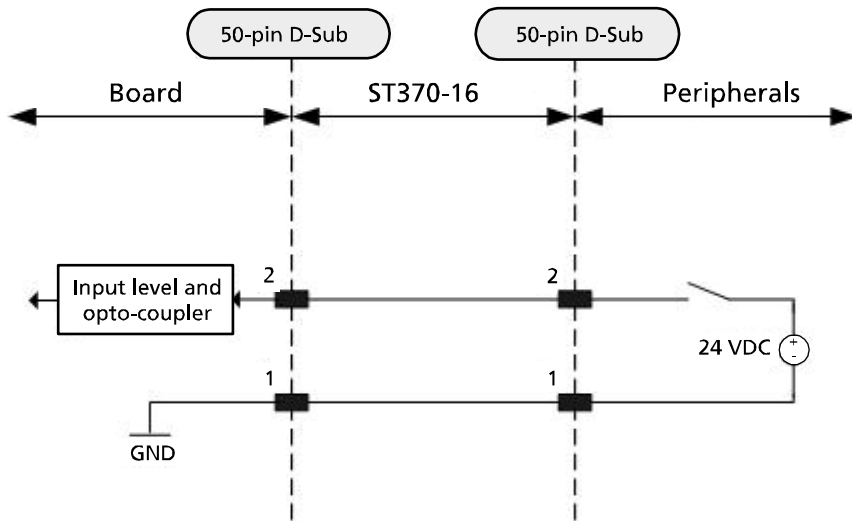 50-pin D-Sub
50-pin D-Sub
Board
ST370-16
Peripherals
2
2
Input level and
opto-coupler
+
24 VDC
-
1
1
GND